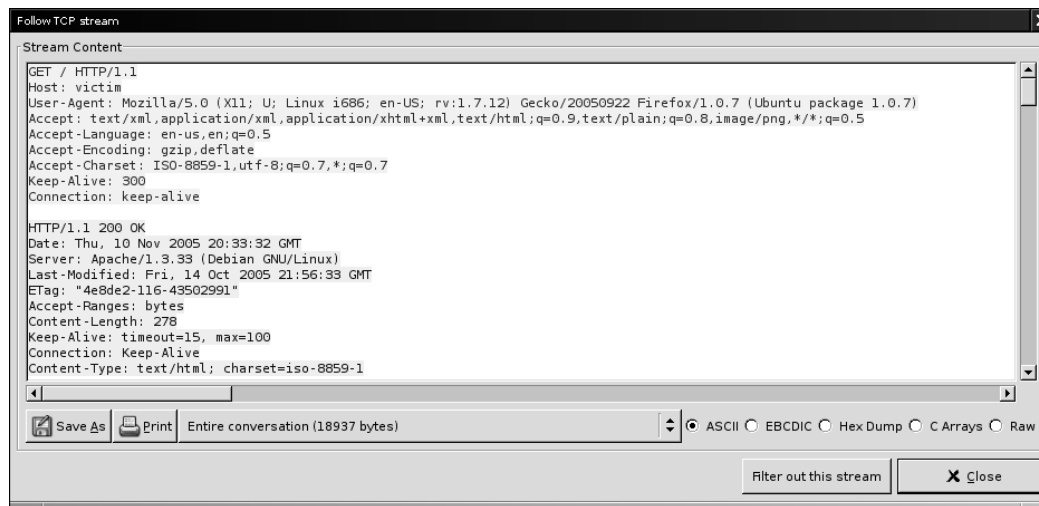 Follow TCP stream
Stream Content
GET / HTTP/1.1
Host: victim
User-Agent: Mozilla/5.0 (X11; U; Linux i686; en-US; rv:1.7.12) Gecko/20050922 Firefox/1.0.7 (Ubuntu package 1.0.7)
Accept: text/xml,application/xml,application/xhtml+xml,text/html;q=0.9,text/plain;q=0.8,image/png,*/*;q=0.5
Accept-Language: en-us,en;q=0.5
Accept-Encoding: gzip,deflate
Accept-Charset: ISO-8859-1,utf-8;q=0.7,*;q=0.7
Keep-Alive: 300
Connection: keep-alive
HTTP/1.1 200 OK
Date: Thu, 10 Nov 2005 20:33:32 GMT
Server: Apache/1.3.33 (Debian GNU/Linux)
Last-Modified: Fri, 14 Oct 2005 21:56:33 GMT
ETag: "4e8de2-116-43502991"
Accept-Ranges: bytes
Content-Length: 278
Keep-Alive: timeout=15, max=100
Connection: Keep-Alive
Content-Type: text/html; charset=iso-8859-1
Save As Print Entire conversation (18937 bytes) ASCII EBCDIC Hex Dump C Arrays Raw
Filter out this stream Close